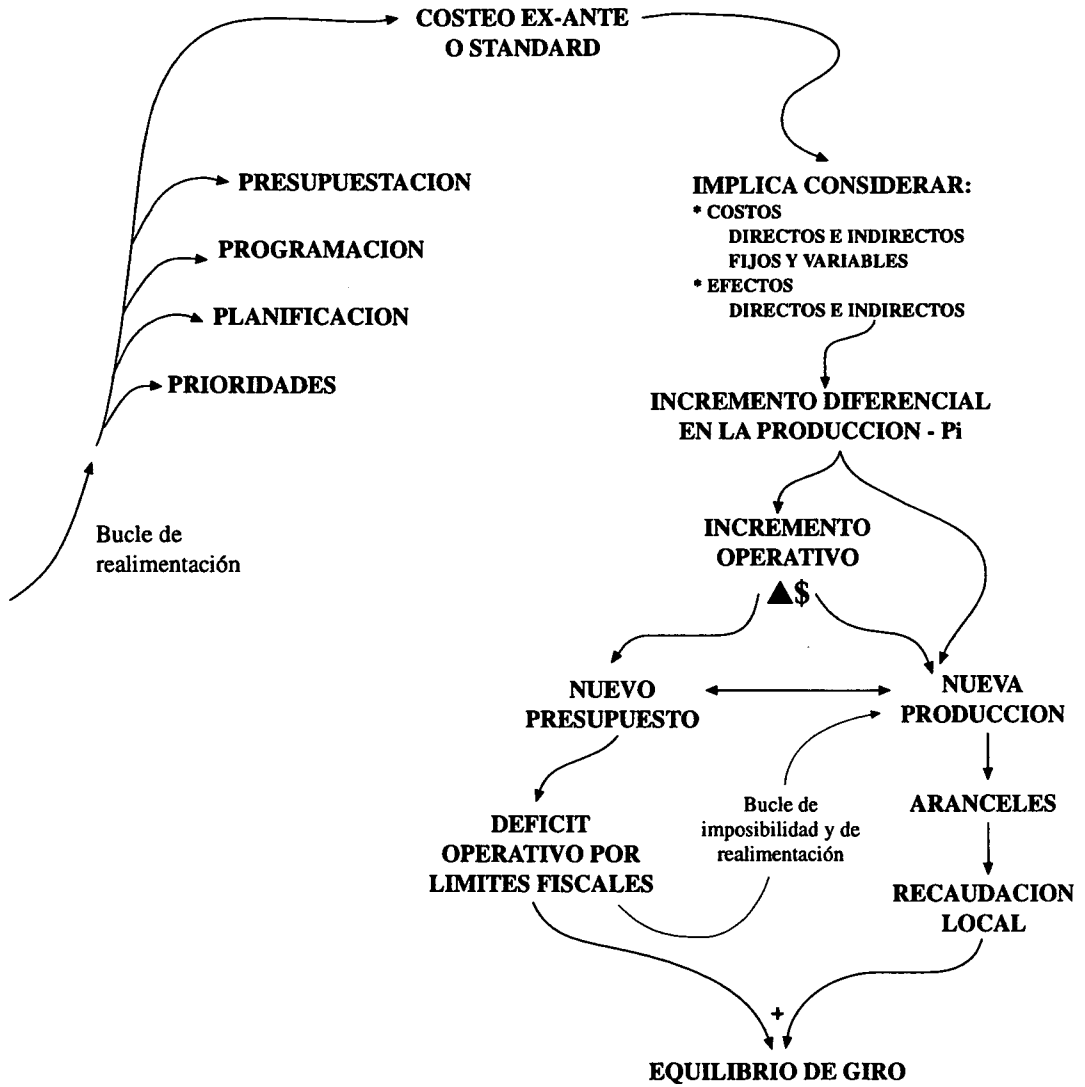 COSTEO EX-ANTE
O STANDARD
PRESUPUESTACION
PROGRAMACION
PLANIFICACION
PRIORIDADES
Bucle de
realimentación
IMPLICA CONSIDERAR:
* COSTOS
DIRECTOS E INDIRECTOS
FIJOS Y VARIABLES
* EFECTOS
DIRECTOS E INDIRECTOS
INCREMENTO DIFERENCIAL
EN LA PRODUCCION - Pi
INCREMENTO
OPERATIVO
▲$
NUEVO
PRESUPUESTO
NUEVA
PRODUCCION
DEFICIT
OPERATIVO POR
LIMITES FISCALES
Bucle de
imposibilidad y de
realimentación
ARANCELES
RECAUDACION
LOCAL
+
EQUILIBRIO DE GIRO